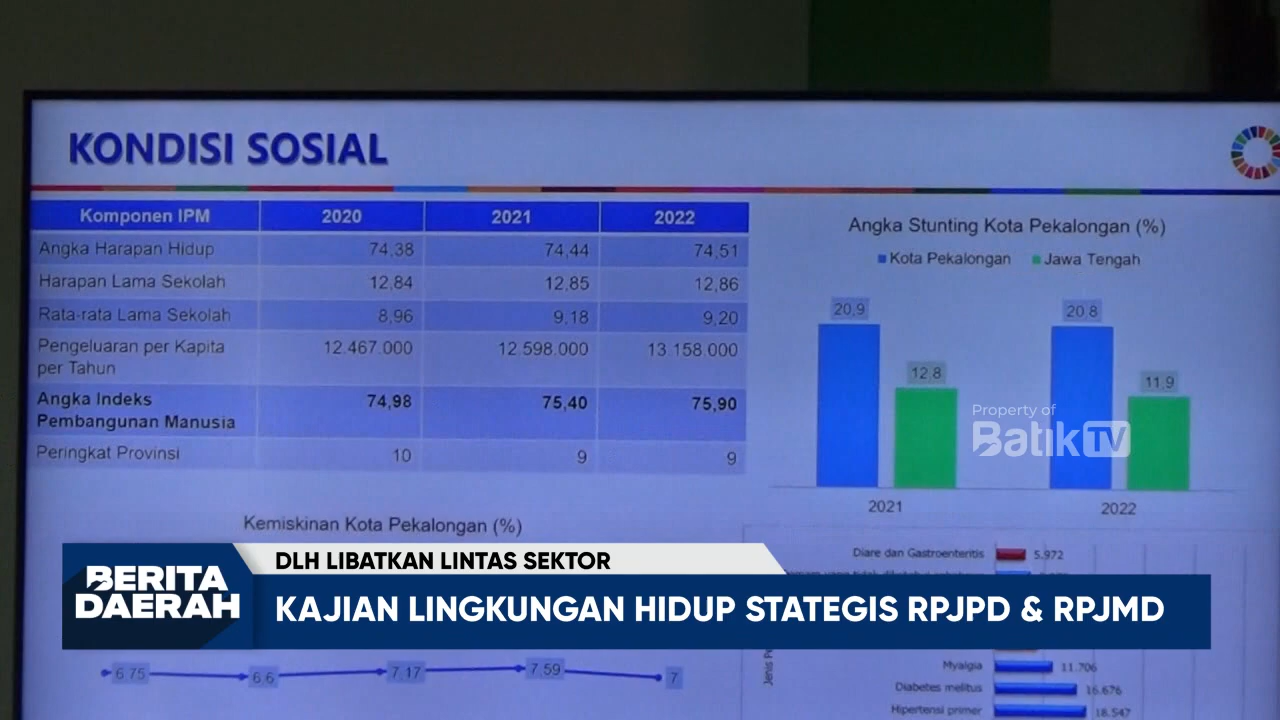 KONDISI SOSIAL
Komponen IPM 2020 2021 2022
Angka Harapan Hidup 74,38 74,44 74,51
Harapan Lama Sekolah 12,84 12,85 12,86
Rata-rata Lama Sekolah 8,96 9,18 9,20
Pengeluaran per Kapita
per Tahun 12.467.000 12.598.000 13.158.000
Angka Indeks
Pembangunan Manusia 74,98 75,40 75,90
Peringkat Provinsi 10 9 9
Angka Stunting Kota Pekalongan (%)
Kota Pekalongan Jawa Tengah
20,9 12,8 20,8 11,9
2021 2022
Property of
BatikTV
Kemiskinan Kota Pekalongan (%)
6.75 6.6 7.17 7.59 7
Diare dan Gastroenteritis 5.972
Myalgia 11.706
Diabetes melitus 16.676
Hipertensi primer 18.547
Jenis
BERITA
DAERAH
DLH LIBATKAN LINTAS SEKTOR
KAJIAN LINGKUNGAN HIDUP STATEGIS RPJPD & RPJMD